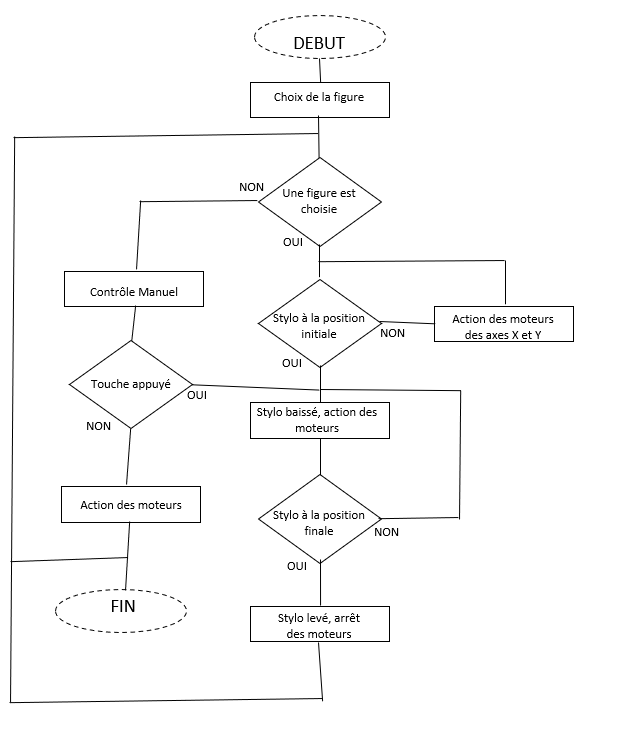 DEBUT
Choix de la figure
NON
Une figure est
choisie
OUI
Contrôle Manuel
Stylo à la position
initiale
NON
Action des moteurs
des axes X et Y
OUI
Touche appuyé
OUI
NON
Stylo baissé, action des
moteurs
Action des moteurs
Stylo à la position
finale
NON
OUI
FIN
Stylo levé, arrêt
des moteurs